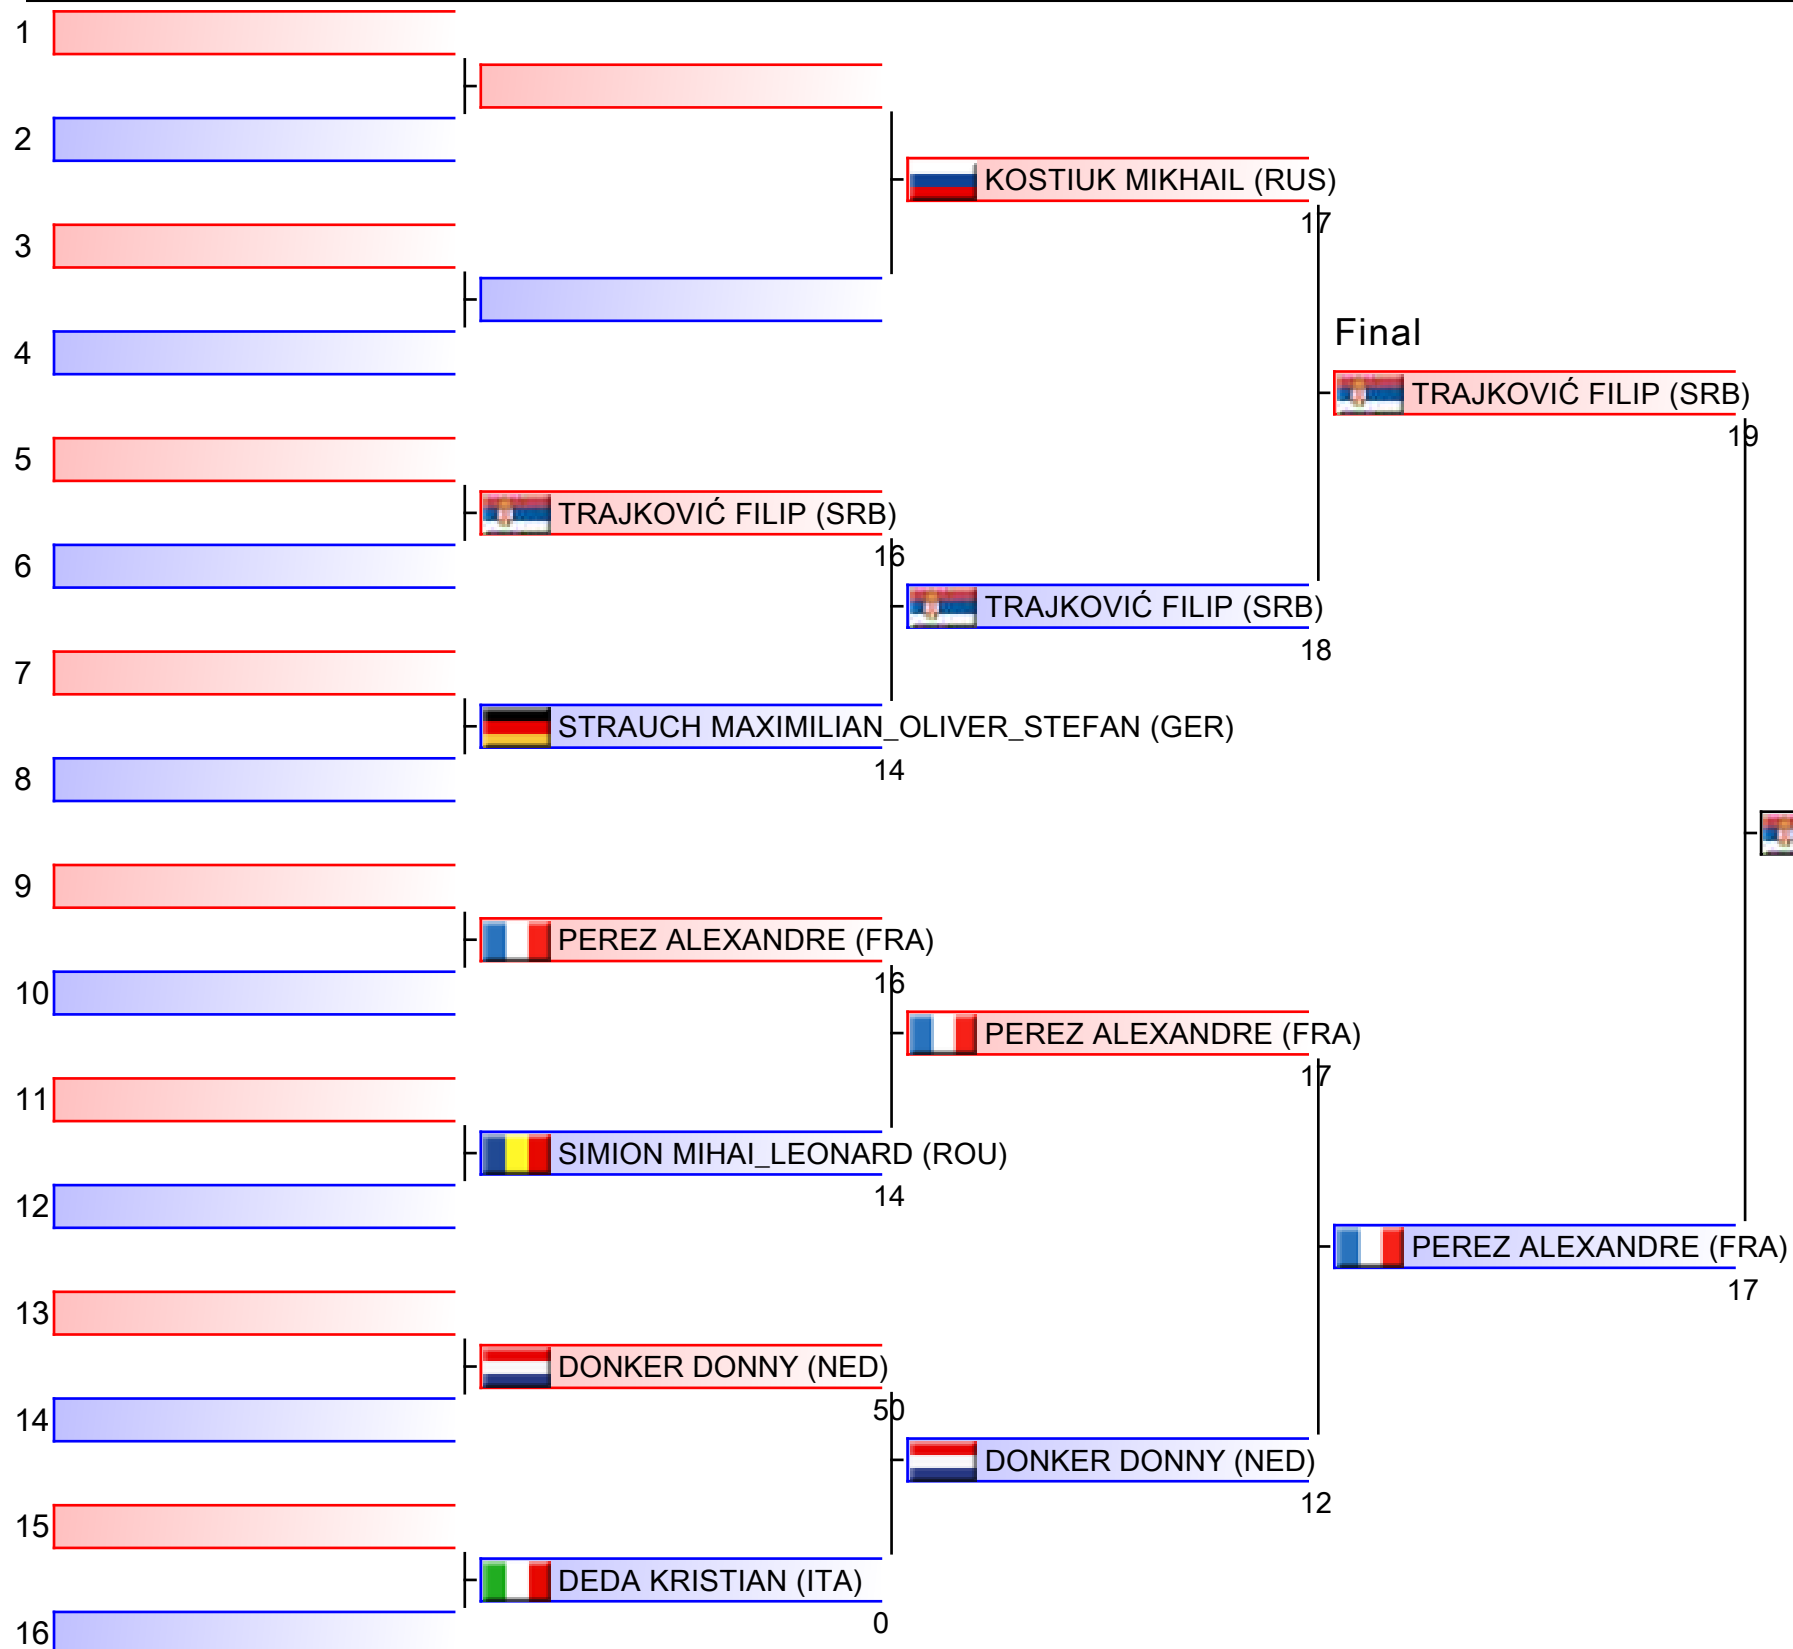 1
2
KOSTIUK MIKHAIL (RUS)
17
3
Final
4
TRAJKOVIĆ FILIP (SRB)
19
5
TRAJKOVIĆ FILIP (SRB)
16
6
TRAJKOVIĆ FILIP (SRB)
18
7
STRAUCH MAXIMILIAN_OLIVER_STEFAN (GER)
14
8
9
PEREZ ALEXANDRE (FRA)
16
10
PEREZ ALEXANDRE (FRA)
17
11
SIMION MIHAI_LEONARD (ROU)
14
12
PEREZ ALEXANDRE (FRA)
17
13
DONKER DONNY (NED)
50
14
DONKER DONNY (NED)
12
15
DEDA KRISTIAN (ITA)
0
16